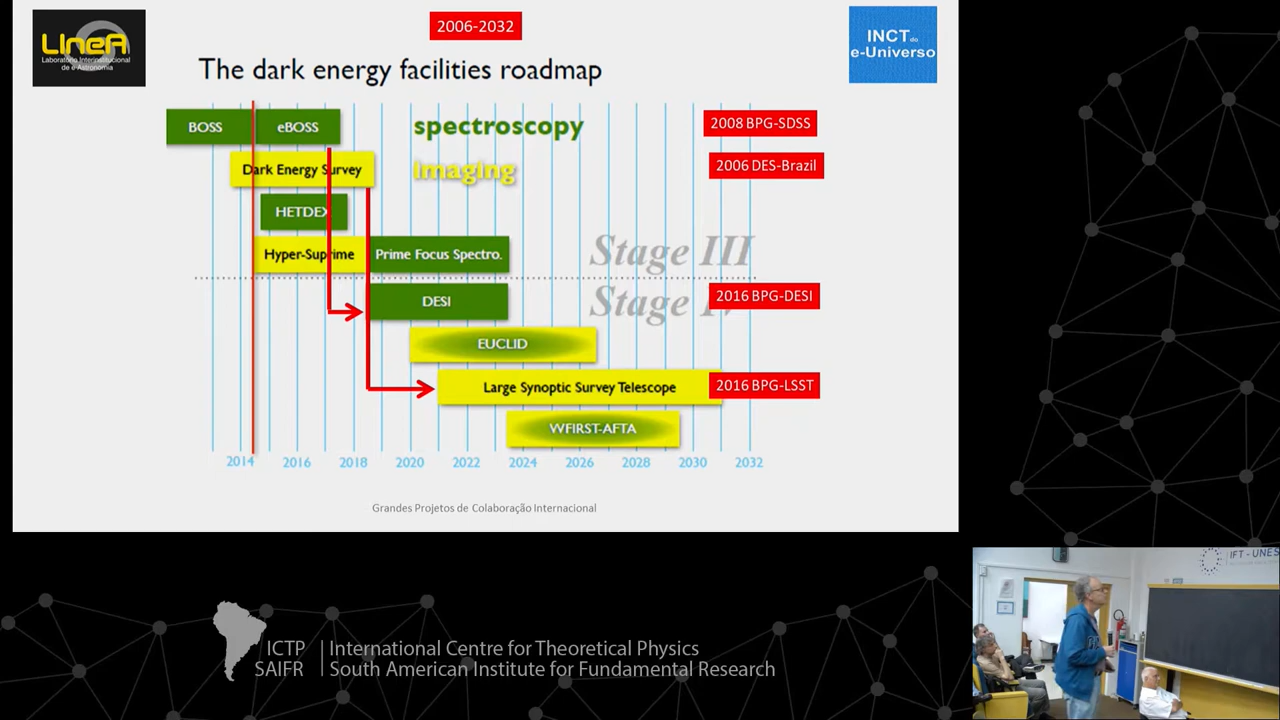 2006-2032
LIneA
Laboratório Interinstitucional
de e-Astronomia
INCT do
e-Universo
The dark energy facilities roadmap
BOSS
eBOSS
spectroscopy
2008 BPG-SDSS
Dark Energy Survey
imaging
2006 DES-Brazil
HETDEX
Hyper-Suprime
Prime Focus Spectro.
Stage III
DESI
Stage IV
2016 BPG-DESI
EUCLID
Large Synoptic Survey Telescope
2016 BPG-LSST
WFIRST-AFTA
2014 2016 2018 2020 2022 2024 2026 2028 2030 2032
Grandes Projetos de Colaboração Internacional
IFT - UNES
ICTP International Centre for Theoretical Physics
SAIFR South American Institute for Fundamental Research